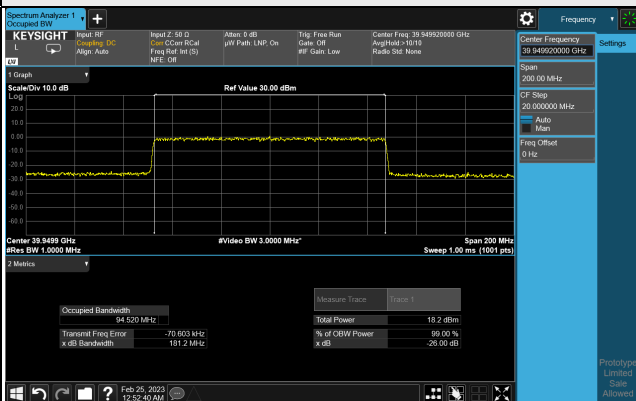 Spectrum Analyzer 1
Occupied BW
+
Frequency
KEYSIGHT
L
LXI
Input: RF
Coupling: DC
Align: Auto
Input Z: 50 Ω
Corr CCorr RCal
Freq Ref: Int (S)
NFE: Off
Atten: 0 dB
µW Path: LNP, On
Trig: Free Run
Gate: Off
#IF Gain: Low
Center Freq: 39.949920000 GHz
Avg|Hold:>10/10
Radio Std: None
Center Frequency
39.949920000 GHz
Settings
Span
200.00 MHz
CF Step
20.000000 MHz
Auto
Man
Freq Offset
0 Hz
1 Graph
Scale/Div 10.0 dB
Ref Value 30.00 dBm
Log
20.0
10.0
0.00
-10.0
-20.0
-30.0
-40.0
-50.0
-60.0
Center 39.9499 GHz
#Video BW 3.0000 MHz*
Span 200 MHz
#Res BW 1.0000 MHz
Sweep 1.00 ms (1001 pts)
2 Metrics
Measure Trace
Trace 1
Occupied Bandwidth
94.520 MHz
Total Power
18.2 dBm
Transmit Freq Error
-70.603 kHz
% of OBW Power
99.00 %
x dB Bandwidth
181.2 MHz
x dB
-26.00 dB
Prototype
Limited
Sale
Allowed
?
Feb 25, 2023
12:52:40 AM